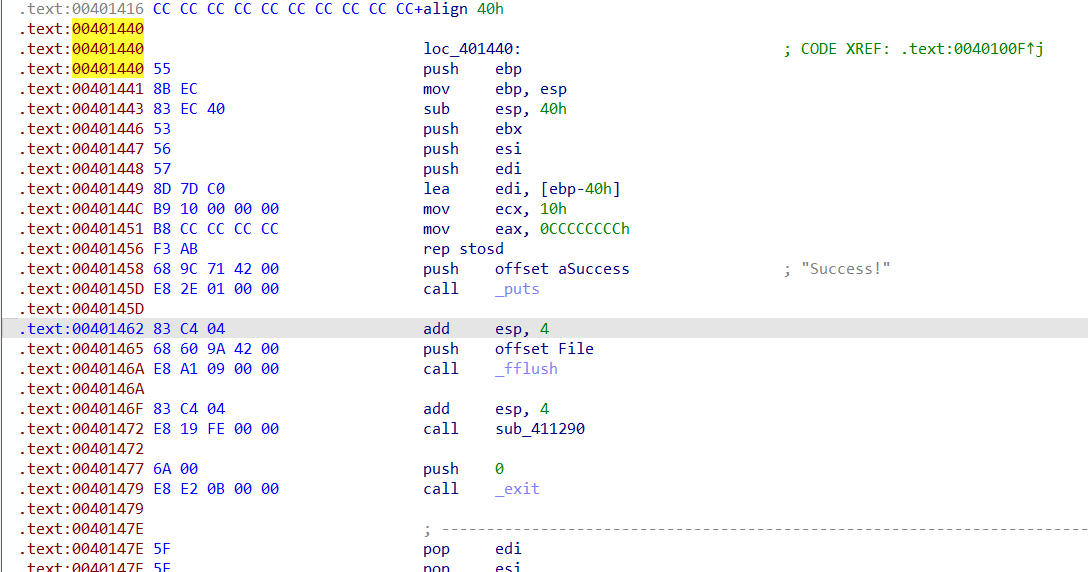 .text:00401416 CC CC CC CC CC CC CC CC CC CC+align 40h
.text:00401440
.text:00401440 loc_401440: ; CODE XREF: .text:0040100F↑j
.text:00401440 55 push ebp
.text:00401441 8B EC mov ebp, esp
.text:00401443 83 EC 40 sub esp, 40h
.text:00401446 53 push ebx
.text:00401447 56 push esi
.text:00401448 57 push edi
.text:00401449 8D 7D C0 lea edi, [ebp-40h]
.text:0040144C B9 10 00 00 00 mov ecx, 10h
.text:00401451 B8 CC CC CC CC mov eax, 0CCCCCCCCh
.text:00401456 F3 AB rep stosd
.text:00401458 68 9C 71 42 00 push offset aSuccess ; "Success!"
.text:0040145D E8 2E 01 00 00 call _puts
.text:0040145D
.text:00401462 83 C4 04 add esp, 4
.text:00401465 68 60 9A 42 00 push offset File
.text:0040146A E8 A1 09 00 00 call _fflush
.text:0040146A
.text:0040146F 83 C4 04 add esp, 4
.text:00401472 E8 19 FE 00 00 call sub_411290
.text:00401472
.text:00401477 6A 00 push 0
.text:00401479 E8 E2 0B 00 00 call _exit
.text:00401479
.text:0040147E ; ---------------------------------------------------------------------------
.text:0040147E 5F pop edi
.text:0040147F 5E pop esi